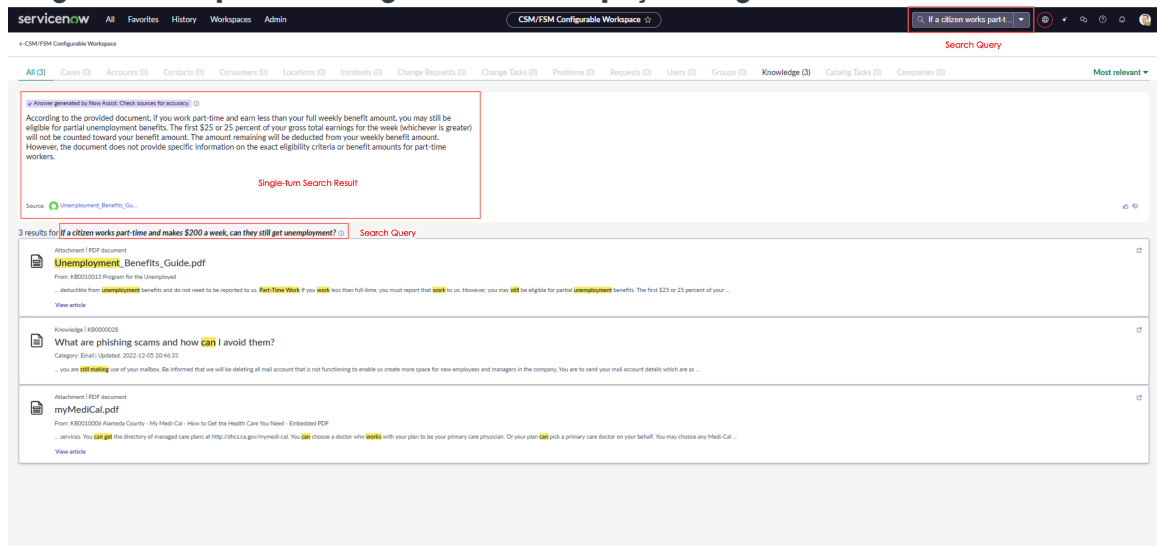 servicenow All Favorites History Workspaces Admin CSM/FSM Configurable Workspace If a citizen works part-t...
Search Query
CSM/FSM Configurable Workspace
All (3) Cases (0) Accounts (0) Contacts (0) Consumers (0) Locations (0) Incidents (0) Change Requests (0) Change Tasks (0) Problems (0) Requests (0) Users (0) Groups (0) Knowledge (3) Catalog Tasks (0) Companies (0) Most relevant
Answer generated by Now Assist. Check sources for accuracy.
According to the provided document, if you work part-time and earn less than your full weekly benefit amount, you may still be
eligible for partial unemployment benefits. The first $25 or 25 percent of your gross total earnings for the week (whichever is greater)
will not be counted toward your benefit amount. The amount remaining will be deducted from your weekly benefit amount.
However, the document does not provide specific information on the exact eligibility criteria or benefit amounts for part-time
workers.
Single-turn Search Result
Source: Unemployment_Benefits_Gu...
3 results for If a citizen works part-time and makes $200 a week, can they still get unemployment? Search Query
Attachment | PDF document
Unemployment_Benefits_Guide.pdf
From: KB0010013 Program for the Unemployed
... deductible from unemployment benefits and do not need to be reported to us. Part-Time Work If you work less than full-time, you must report that work to us. However, you may still be eligible for partial unemployment benefits. The first $25 or 25 percent of your ...
View article
Knowledge | KB0000028
What are phishing scams and how can I avoid them?
Category: Email | Updated: 2022-12-05 20:46:33
... you are still making use of your mailbox. Be informed that we will be deleting all mail account that is not functioning to enable us create more space for new employees and managers in the company. You are to send your mail account details which are as ...
Attachment | PDF document
myMediCal.pdf
From: KB0010006 Alameda County - My Medi-Cal - How to Get the Health Care You Need - Embedded PDF
... services. You can get the directory of managed care plans at http://dhcs.ca.gov/mymedi-cal. You can choose a doctor who works with your plan to be your primary care physician. Or your plan can pick a primary care doctor on your behalf. You may choose any Medi-Cal ...
View article